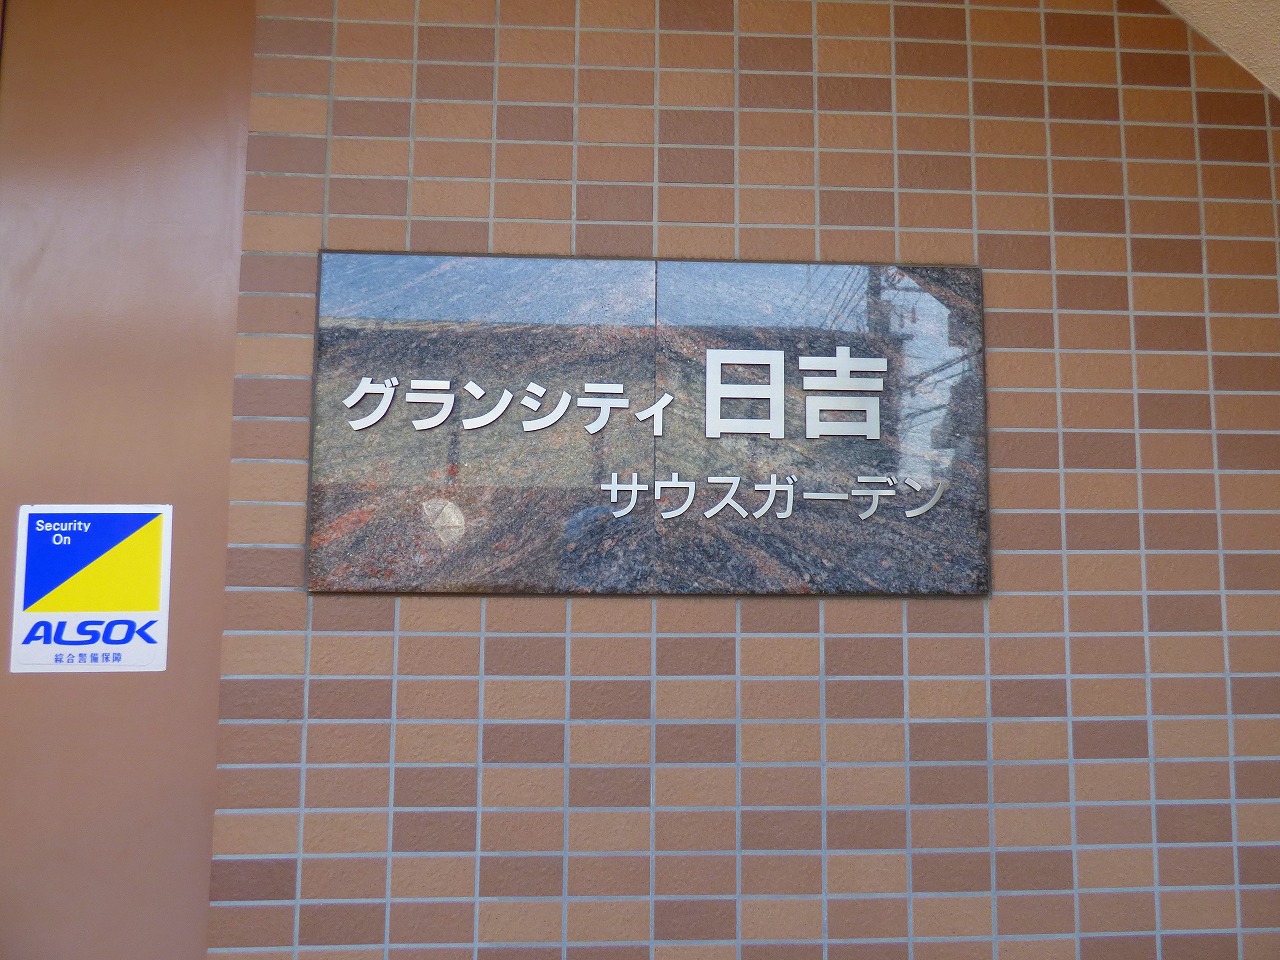 グランシティ日吉
サウスガーデン
Security
On
ALSOK
綜合警備保障